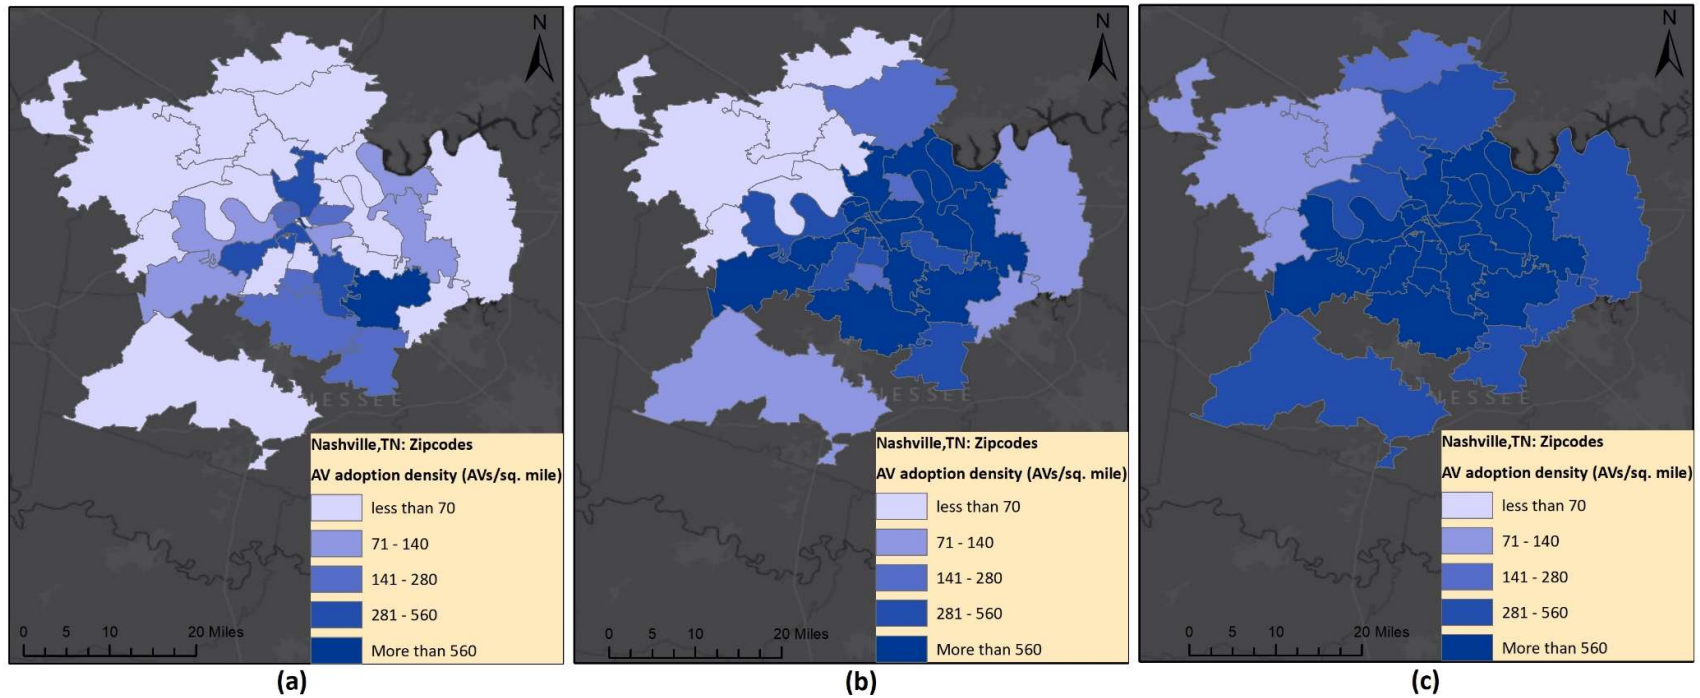 N
NESSEE
Nashville,TN: Zipcodes
AV adoption density (AVs/sq. mile)
less than 70
71 - 140
141 - 280
281 - 560
More than 560
0 5 10 20 Miles
(a)
N
NESSEE
Nashville,TN: Zipcodes
AV adoption density (AVs/sq. mile)
less than 70
71 - 140
141 - 280
281 - 560
More than 560
0 5 10 20 Miles
(b)
N
ESSEE
Nashville,TN: Zipcodes
AV adoption density (AVs/sq. mile)
less than 70
71 - 140
141 - 280
281 - 560
More than 560
0 5 10 20 Miles
(c)